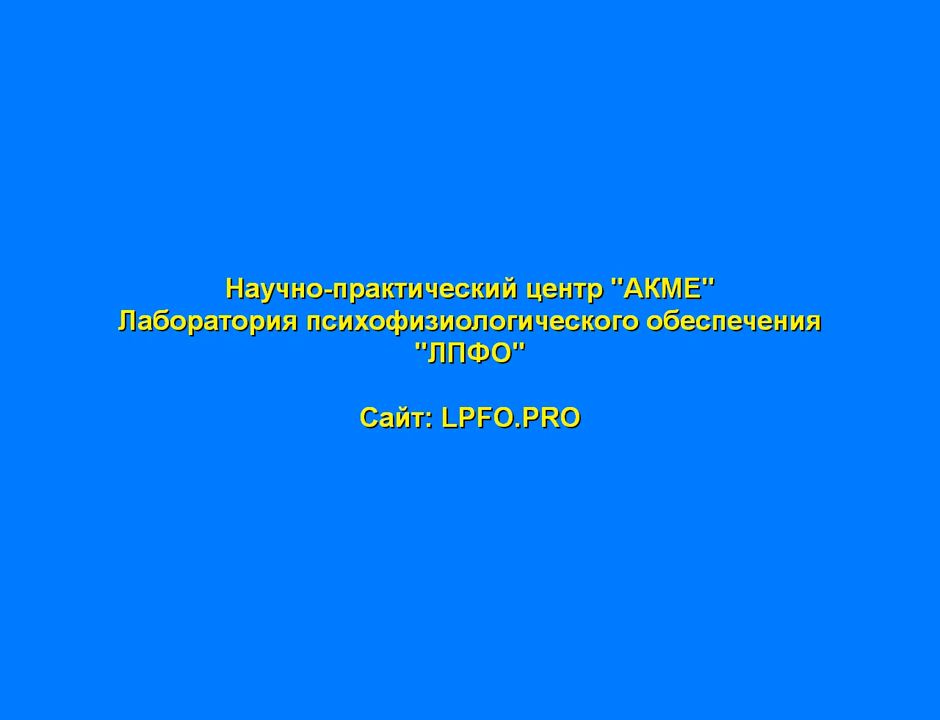 Научно-практический центр "АКМЕ"
Лаборатория психофизиологического обеспечения
"ЛПФО"
Сайт: LPFO.PRO